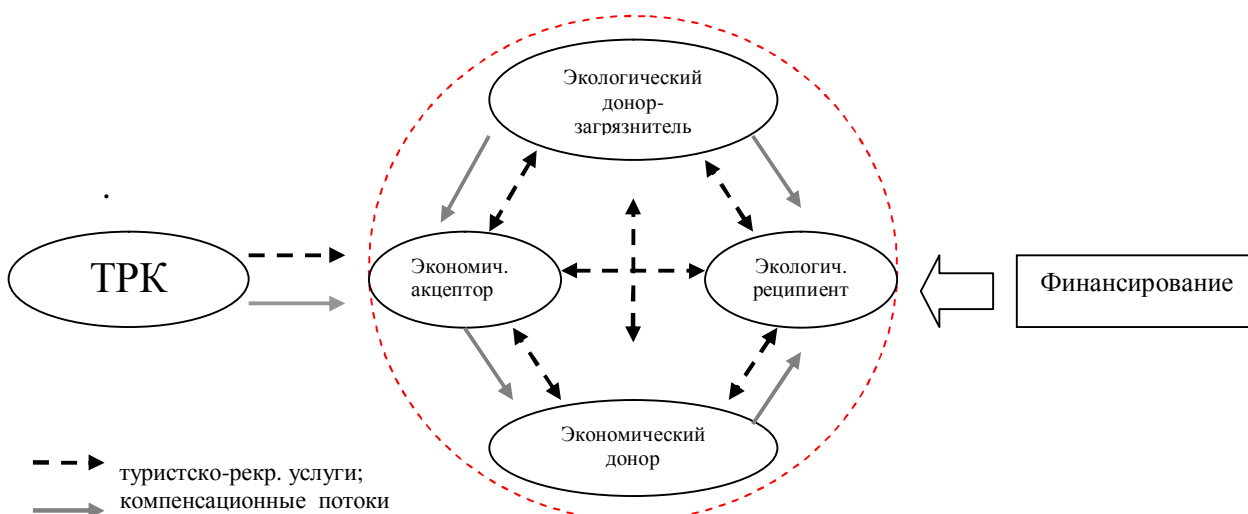 Экологический
донор-
загрязнитель
ТРК
Экономич.
акцептор
Экологич.
реципиент
Финансирование
Экономический
донор
туристско-рекр. услуги;
компенсационные потоки